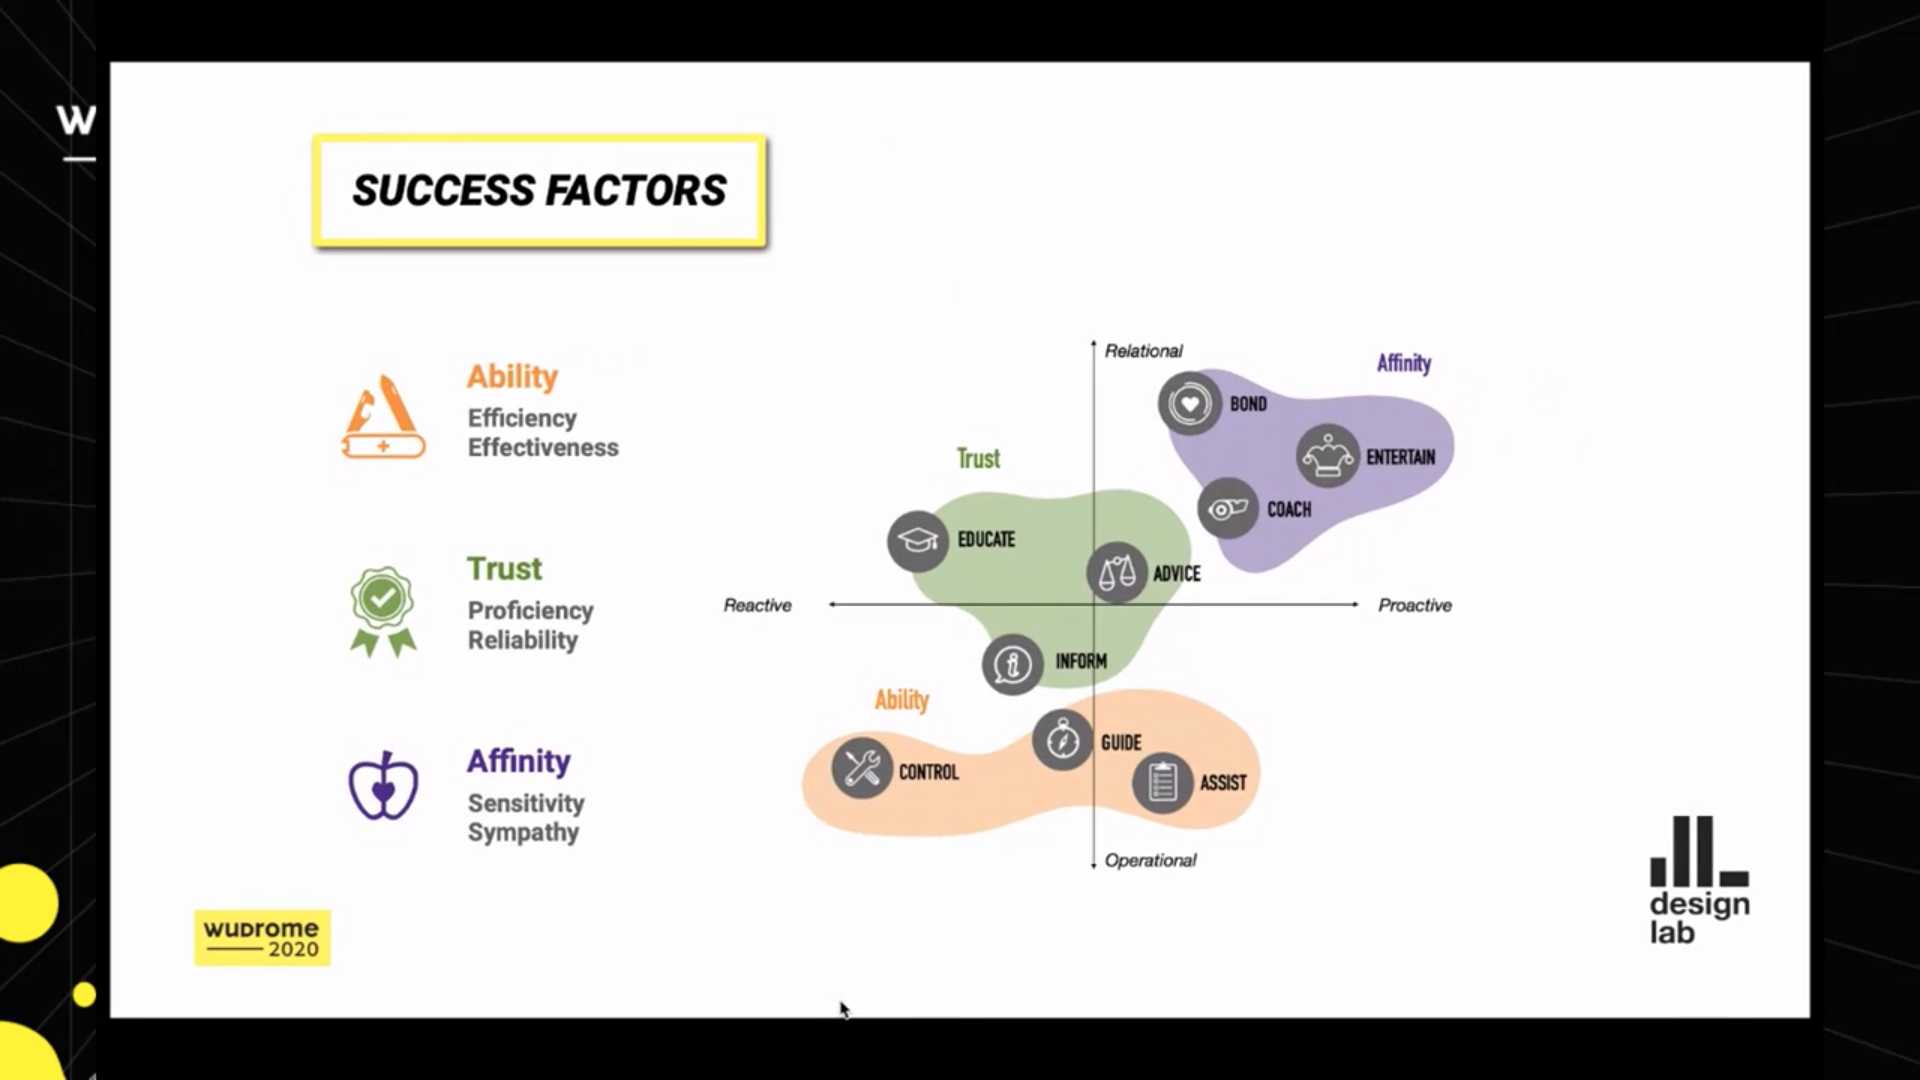 W
SUCCESS FACTORS
Ability
Efficiency
Effectiveness
Trust
Proficiency
Reliability
Affinity
Sensitivity
Sympathy
Relational
Affinity
BOND
ENTERTAIN
COACH
Trust
EDUCATE
ADVICE
Reactive
Proactive
INFORM
Ability
GUIDE
CONTROL
ASSIST
Operational
wuDrome
2020
design
lab